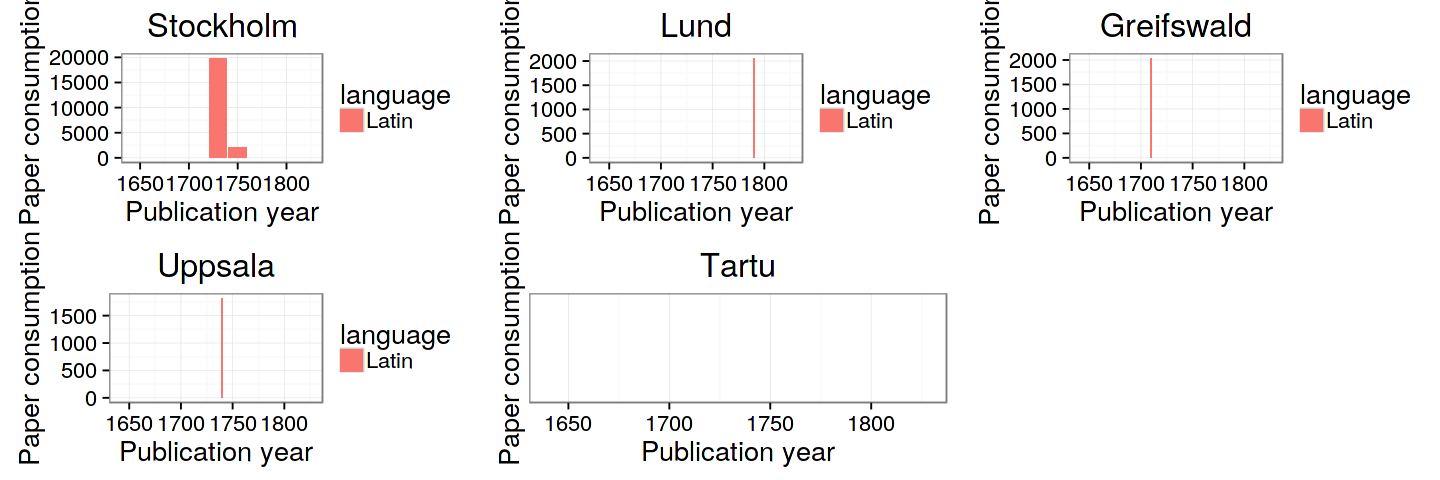 Stockholm
Paper consumption
20000
15000
10000
5000
0
1650 1700 1750 1800
Publication year
language
Latin
Lund
Paper consumption
2000
1500
1000
500
0
1650 1700 1750 1800
Publication year
language
Latin
Greifswald
Paper consumption
2000
1500
1000
500
0
1650 1700 1750 1800
Publication year
language
Latin
Uppsala
Paper consumption
1500
1000
500
0
1650 1700 1750 1800
Publication year
language
Latin
Tartu
Paper consumption
1650 1700 1750 1800
Publication year